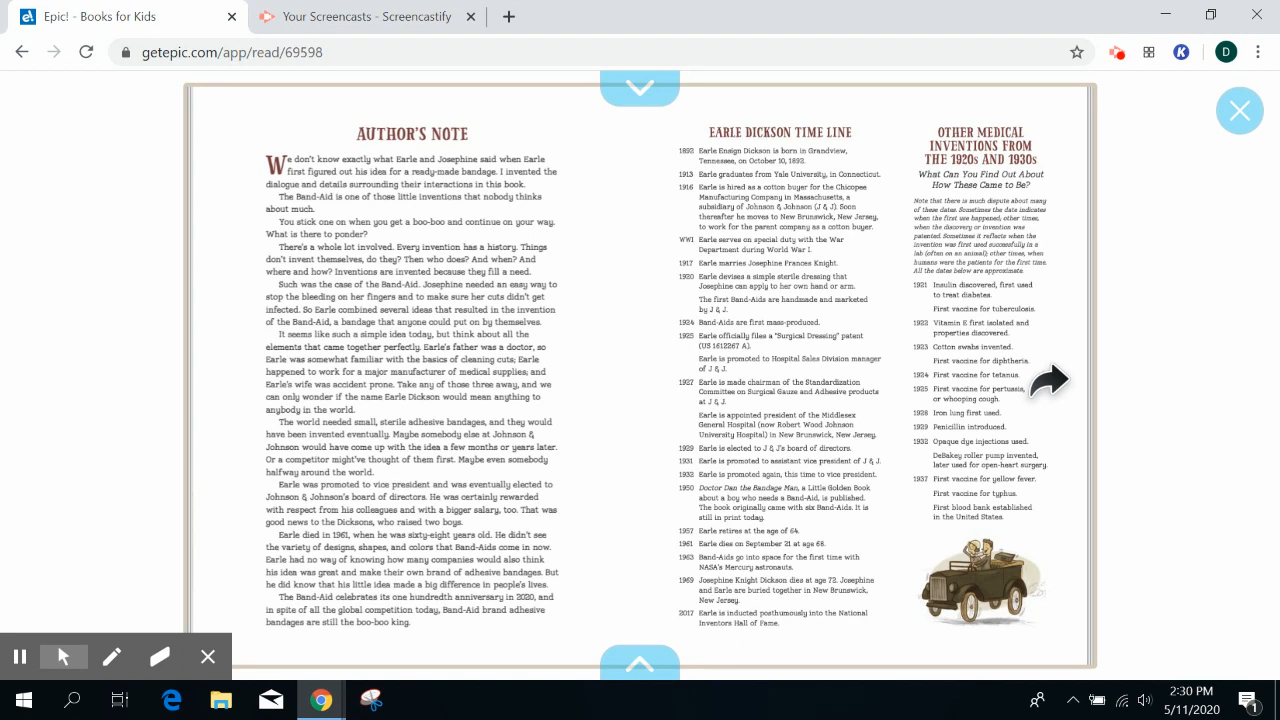 Epic! - Books for Kids
Your Screencasts - Screencastify
getepic.com/app/read/69598
D
AUTHOR'S NOTE
We don't know exactly what Earle and Josephine said when Earle
first figured out his idea for a ready-made bandage. I invented the
dialogue and details surrounding their interactions in this book.
The Band-Aid is one of those little inventions that nobody thinks
about much.
You stick one on when you get a boo-boo and continue on your way.
What is there to ponder?
There's a whole lot involved. Every invention has a history. Things
don't invent themselves, do they? Then who does? And when? And
where and how? Inventions are invented because they fill a need.
Such was the case of the Band-Aid. Josephine needed an easy way to
stop the bleeding on her fingers and to make sure her cuts didn't get
infected. So Earle combined several ideas that resulted in the invention
of the Band-Aid, a bandage that anyone could put on by themselves.
It seems like such a simple idea today, but think about all the
elements that came together perfectly. Earle's father was a doctor, so
Earle was somewhat familiar with the basics of cleaning cuts; Earle
happened to work for a major manufacturer of medical supplies; and
Earle's wife was accident prone. Take any of those three away, and we
can only wonder if the name Earle Dickson would mean anything to
anybody in the world.
The world needed small, sterile adhesive bandages, and they would
have been invented eventually. Maybe somebody else at Johnson &
Johnson would have come up with the idea a few months or years later.
Or a competitor might've thought of them first. Maybe even somebody
halfway around the world.
Earle was promoted to vice president and was eventually elected to
Johnson & Johnson's board of directors. He was certainly rewarded
with respect from his colleagues and with a bigger salary, too. That was
good news to the Dicksons, who raised two boys.
Earle died in 1961, when he was sixty-eight years old. He didn't see
the variety of designs, shapes, and colors that Band-Aids come in now.
Earle had no way of knowing how many companies would also think
his idea was great and make their own brand of adhesive bandages. But
he did know that his little idea made a big difference in people's lives.
The Band-Aid celebrates its one hundredth anniversary in 2020, and
in spite of all the global competition today, Band-Aid brand adhesive
bandages are still the boo-boo king.
EARLE DICKSON TIME LINE
1892 Earle Ensign Dickson is born in Grandview,
Tennessee, on October 10, 1892.
1913 Earle graduates from Yale University, in Connecticut.
1916 Earle is hired as a cotton buyer for the Chicopee
Manufacturing Company in Massachusetts, a
subsidiary of Johnson & Johnson (J & J). Soon
thereafter he moves to New Brunswick, New Jersey,
to work for the parent company as a cotton buyer.
WWI Earle serves on special duty with the War
Department during World War I.
1917 Earle marries Josephine Frances Knight.
1920 Earle devises a simple sterile dressing that
Josephine can apply to her own hand or arm.
The first Band-Aids are handmade and marketed
by J & J.
1924 Band-Aids are first mass-produced.
1925 Earle officially files a "Surgical Dressing" patent
(US 1612267 A).
Earle is promoted to Hospital Sales Division manager
of J & J.
1927 Earle is made chairman of the Standardization
Committee on Surgical Gauze and Adhesive products
at J & J.
Earle is appointed president of the Middlesex
General Hospital (now Robert Wood Johnson
University Hospital) in New Brunswick, New Jersey.
1929 Earle is elected to J & J's board of directors.
1931 Earle is promoted to assistant vice president of J & J.
1933 Earle is promoted again, this time to vice president.
1950 Doctor Dan the Bandage Man, a Little Golden Book
about a boy who needs a Band-Aid, is published.
The book originally came with six Band-Aids. It is
still in print today.
1957 Earle retires at the age of 64.
1961 Earle dies on September 21 at age 68.
1963 Band-Aids go into space for the first time with
NASA's Mercury astronauts.
1969 Josephine Knight Dickson dies at age 72. Josephine
and Earle are buried together in New Brunswick,
New Jersey.
2017 Earle is inducted posthumously into the National
Inventors Hall of Fame.
OTHER MEDICAL
INVENTIONS FROM
THE 1920s AND 1930s
What Can You Find Out About
How These Came to Be?
Note that there is much dispute about many
of these dates. Sometimes the date indicates
when the first use happened; other times,
when the discovery or invention was
patented. Sometimes it reflects when the
invention was first used successfully in a
lab (often on an animal); other times, when
humans were the patients for the first time.
All the dates below are approximate.
1921 Insulin discovered, first used
to treat diabetes.
First vaccine for tuberculosis.
1922 Vitamin E first isolated and
properties discovered.
1923 Cotton swabs invented.
First vaccine for diphtheria.
1924 First vaccine for tetanus.
1925 First vaccine for pertussis,
or whooping cough.
1928 Iron lung first used.
1929 Penicillin introduced.
1932 Opaque dye injections used.
DeBakey roller pump invented,
later used for open-heart surgery.
1937 First vaccine for yellow fever.
First vaccine for typhus.
First blood bank established
in the United States.
2:30 PM
5/11/2020
1